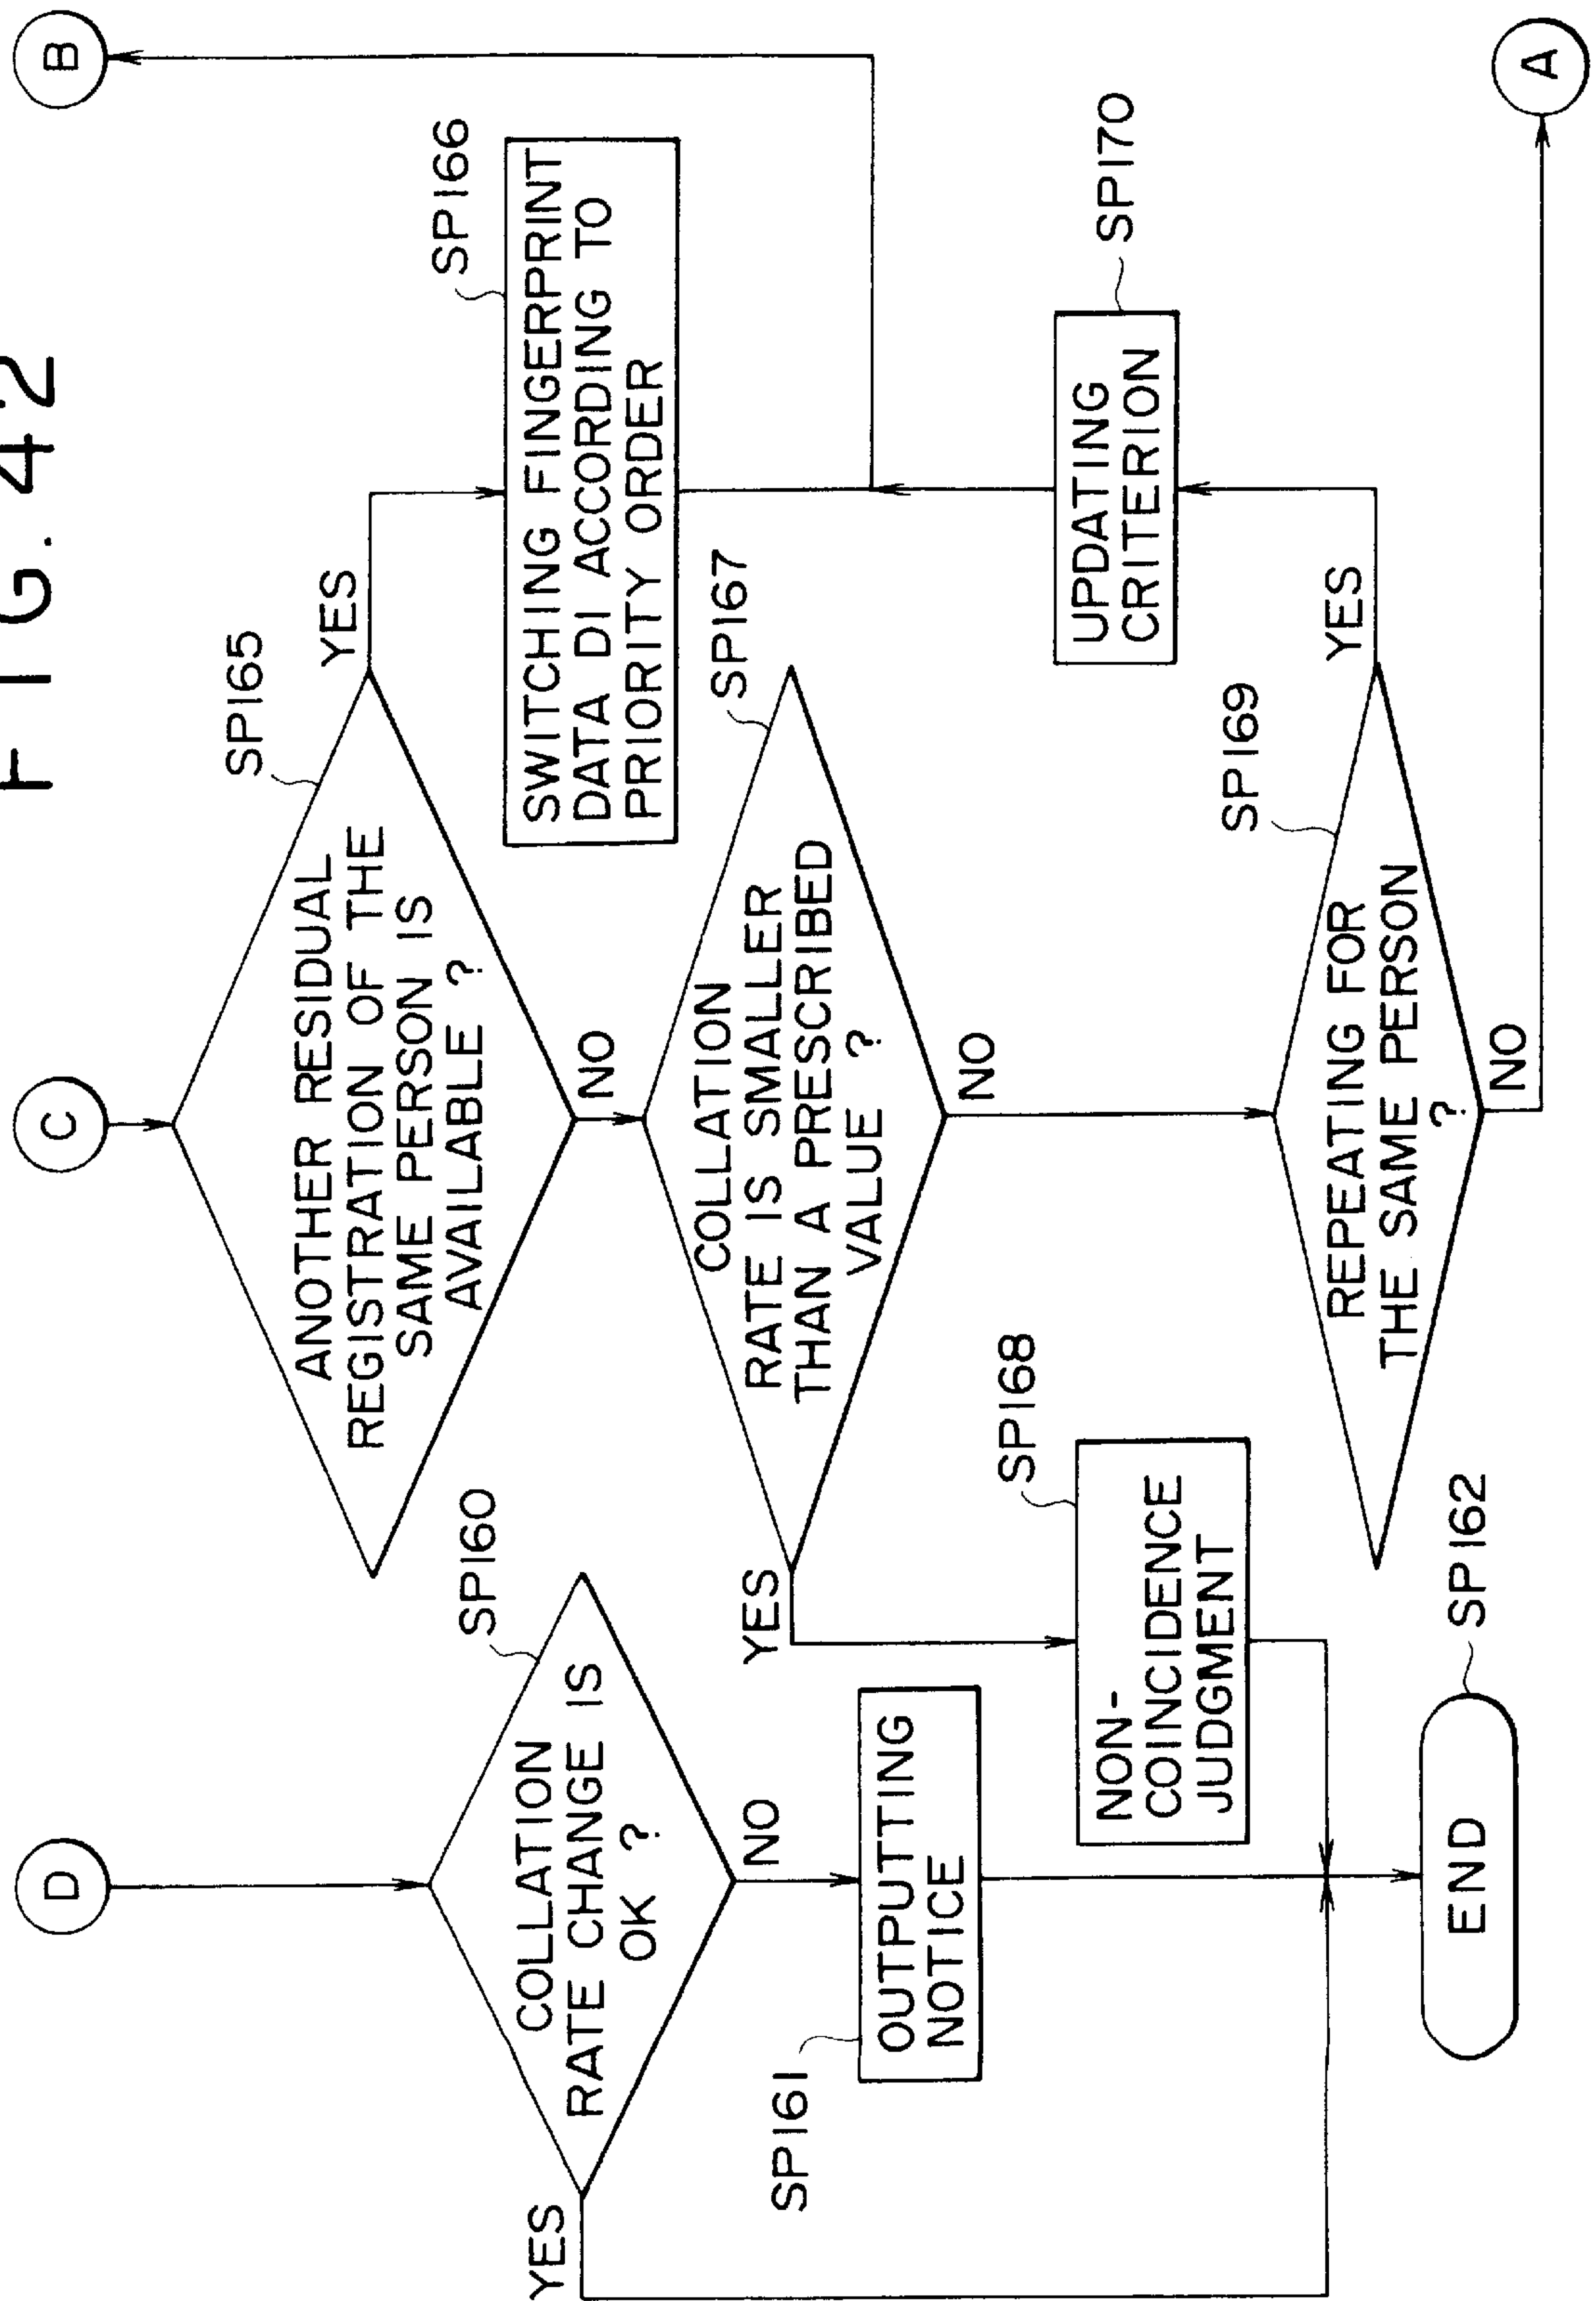 FIG. 42
D
C
B
SP165
ANOTHER RESIDUAL
REGISTRATION OF THE
SAME PERSON IS
AVAILABLE ?
YES
NO
SP166
SWITCHING FINGERPRINT
DATA DI ACCORDING TO
PRIORITY ORDER
SP160
COLLATION
RATE CHANGE IS
OK ?
YES
NO
SP167
COLLATION
RATE IS SMALLER
THAN A PRESCRIBED
VALUE ?
YES
NO
SP161
OUTPUTTING
NOTICE
SP168
NON-
COINCIDENCE
JUDGMENT
SP170
UPDATING
CRITERION
SP169
REPEATING FOR
THE SAME PERSON
?
YES
NO
END
SP162
A